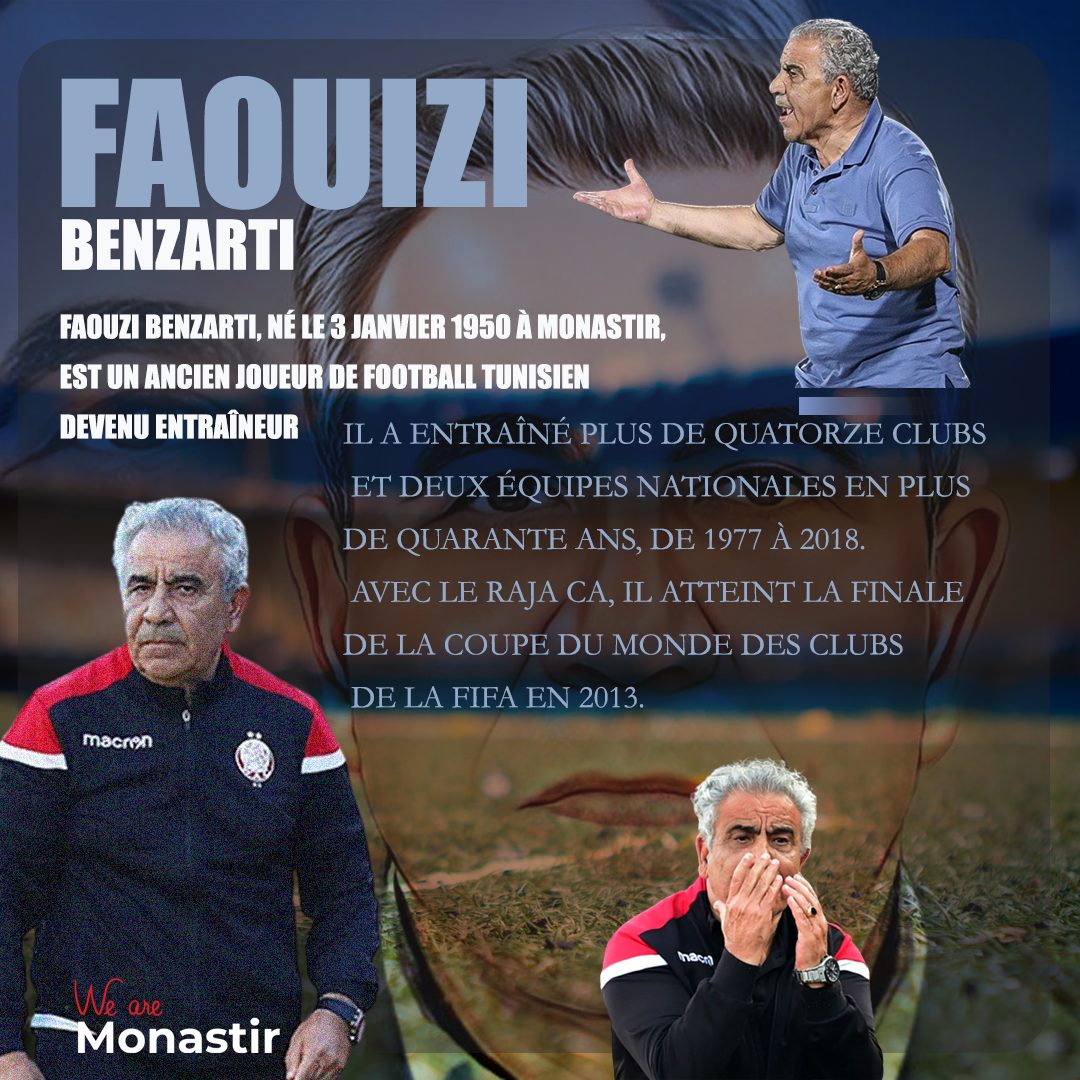 FAOUIZI
BENZARTI
FAOUZI BENZARTI, NÉ LE 3 JANVIER 1950 À MONASTIR,
EST UN ANCIEN JOUEUR DE FOOTBALL TUNISIEN
DEVENU ENTRAÎNEUR
IL A ENTRAÎNÉ PLUS DE QUATORZE CLUBS
ET DEUX ÉQUIPES NATIONALES EN PLUS
DE QUARANTE ANS, DE 1977 À 2018.
AVEC LE RAJA CA, IL ATTEINT LA FINALE
DE LA COUPE DU MONDE DES CLUBS
DE LA FIFA EN 2013.
macron
macron
We are
Monastir